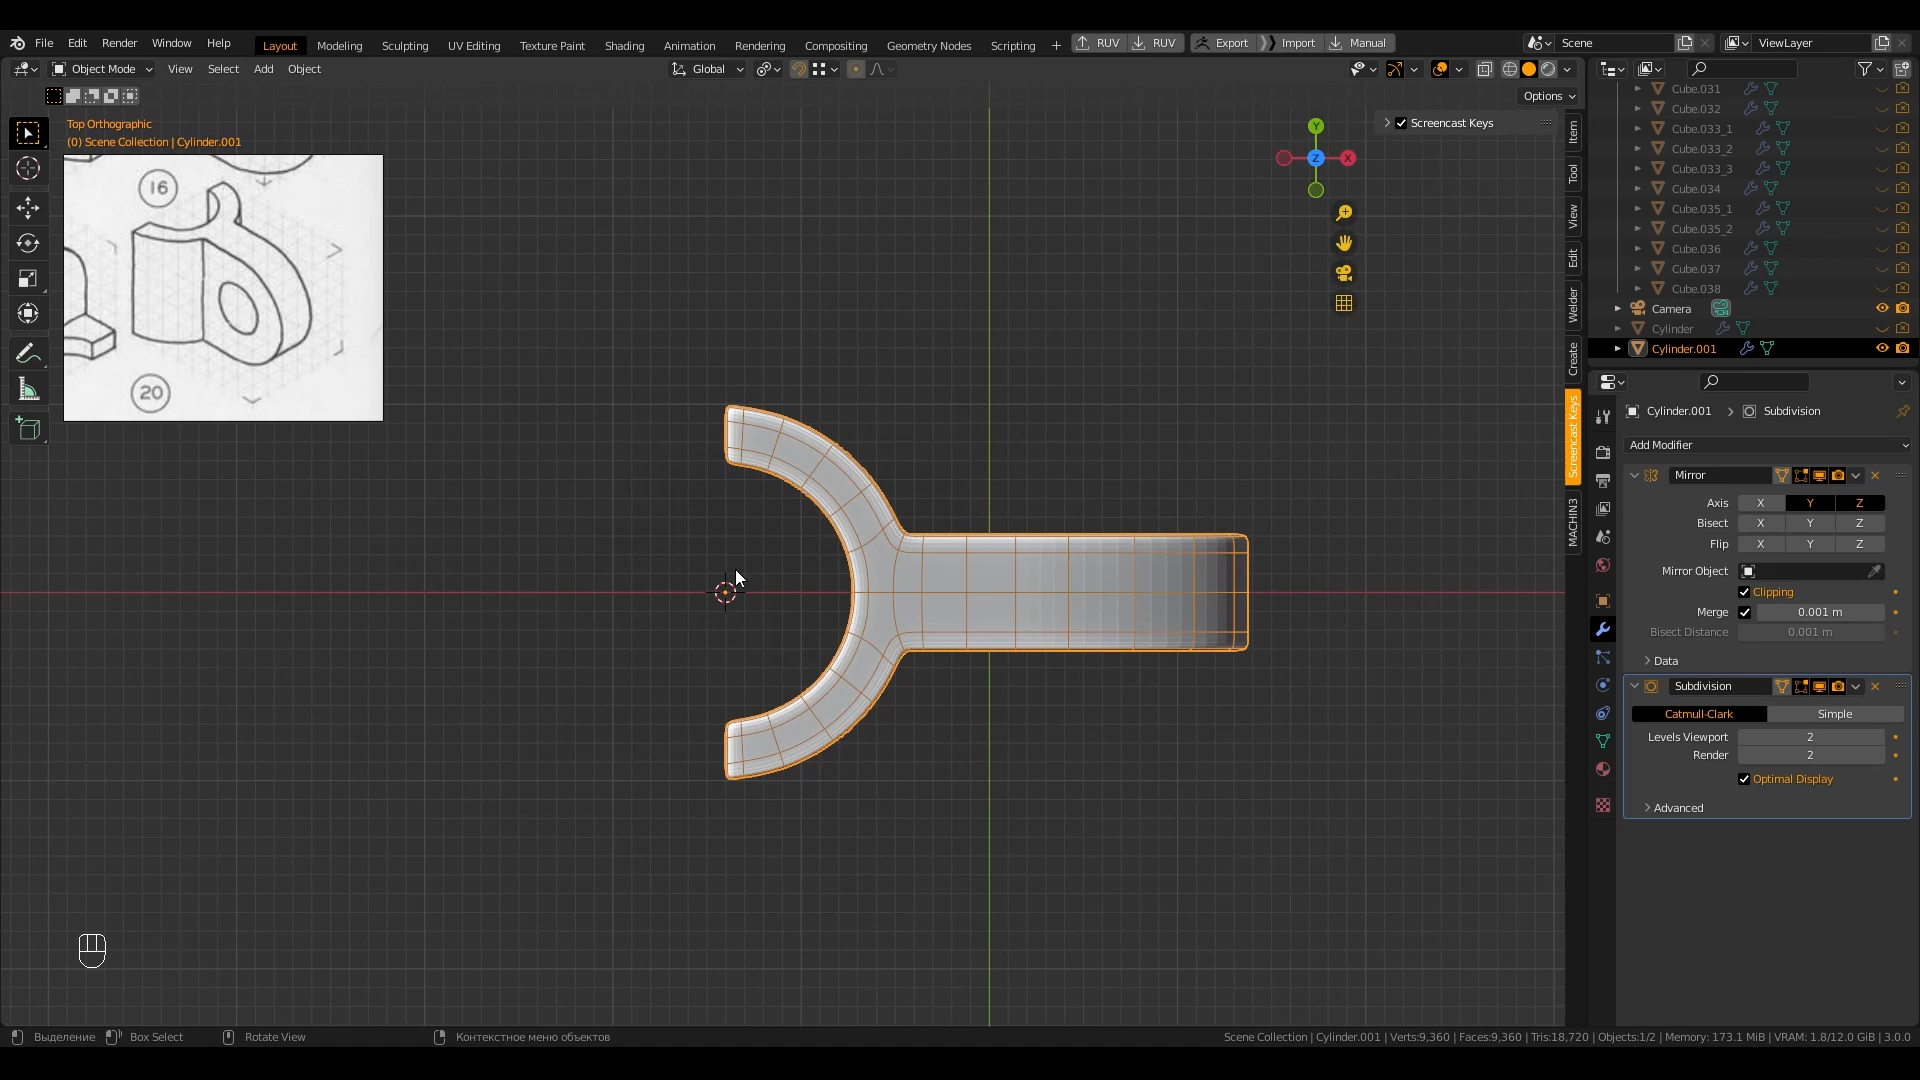 File Edit Render Window Help Layout Modeling Sculpting UV Editing Texture Paint Shading Animation Rendering Compositing Geometry Nodes Scripting + RUV RUV Export Import Manual Scene ViewLayer
Object Mode View Select Add Object Global
Options
Top Orthographic
(0) Scene Collection | Cylinder.001
Screencast Keys
16
20
Y
X
Z
Item
Tool
View
Edit
Welder
Create
Screencast Keys
MACHIN3
Cube.031
Cube.032
Cube.033_1
Cube.033_2
Cube.033_3
Cube.034
Cube.035_1
Cube.035_2
Cube.036
Cube.037
Cube.038
Camera
Cylinder
Cylinder.001
Cylinder.001 Subdivision
Add Modifier
Mirror
Axis X Y Z
Bisect X Y Z
Flip X Y Z
Mirror Object
Clipping
Merge 0.001 m
Bisect Distance 0.001 m
Data
Subdivision
Catmull-Clark Simple
Levels Viewport 2
Render 2
Optimal Display
Advanced
Выделение Box Select Rotate View Контекстное меню объектов Scene Collection | Cylinder.001 | Verts:9,360 | Faces:9,360 | Tris:18,720 | Objects:1/2 | Memory: 173.1 MiB | VRAM: 1.8/12.0 GiB | 3.0.0